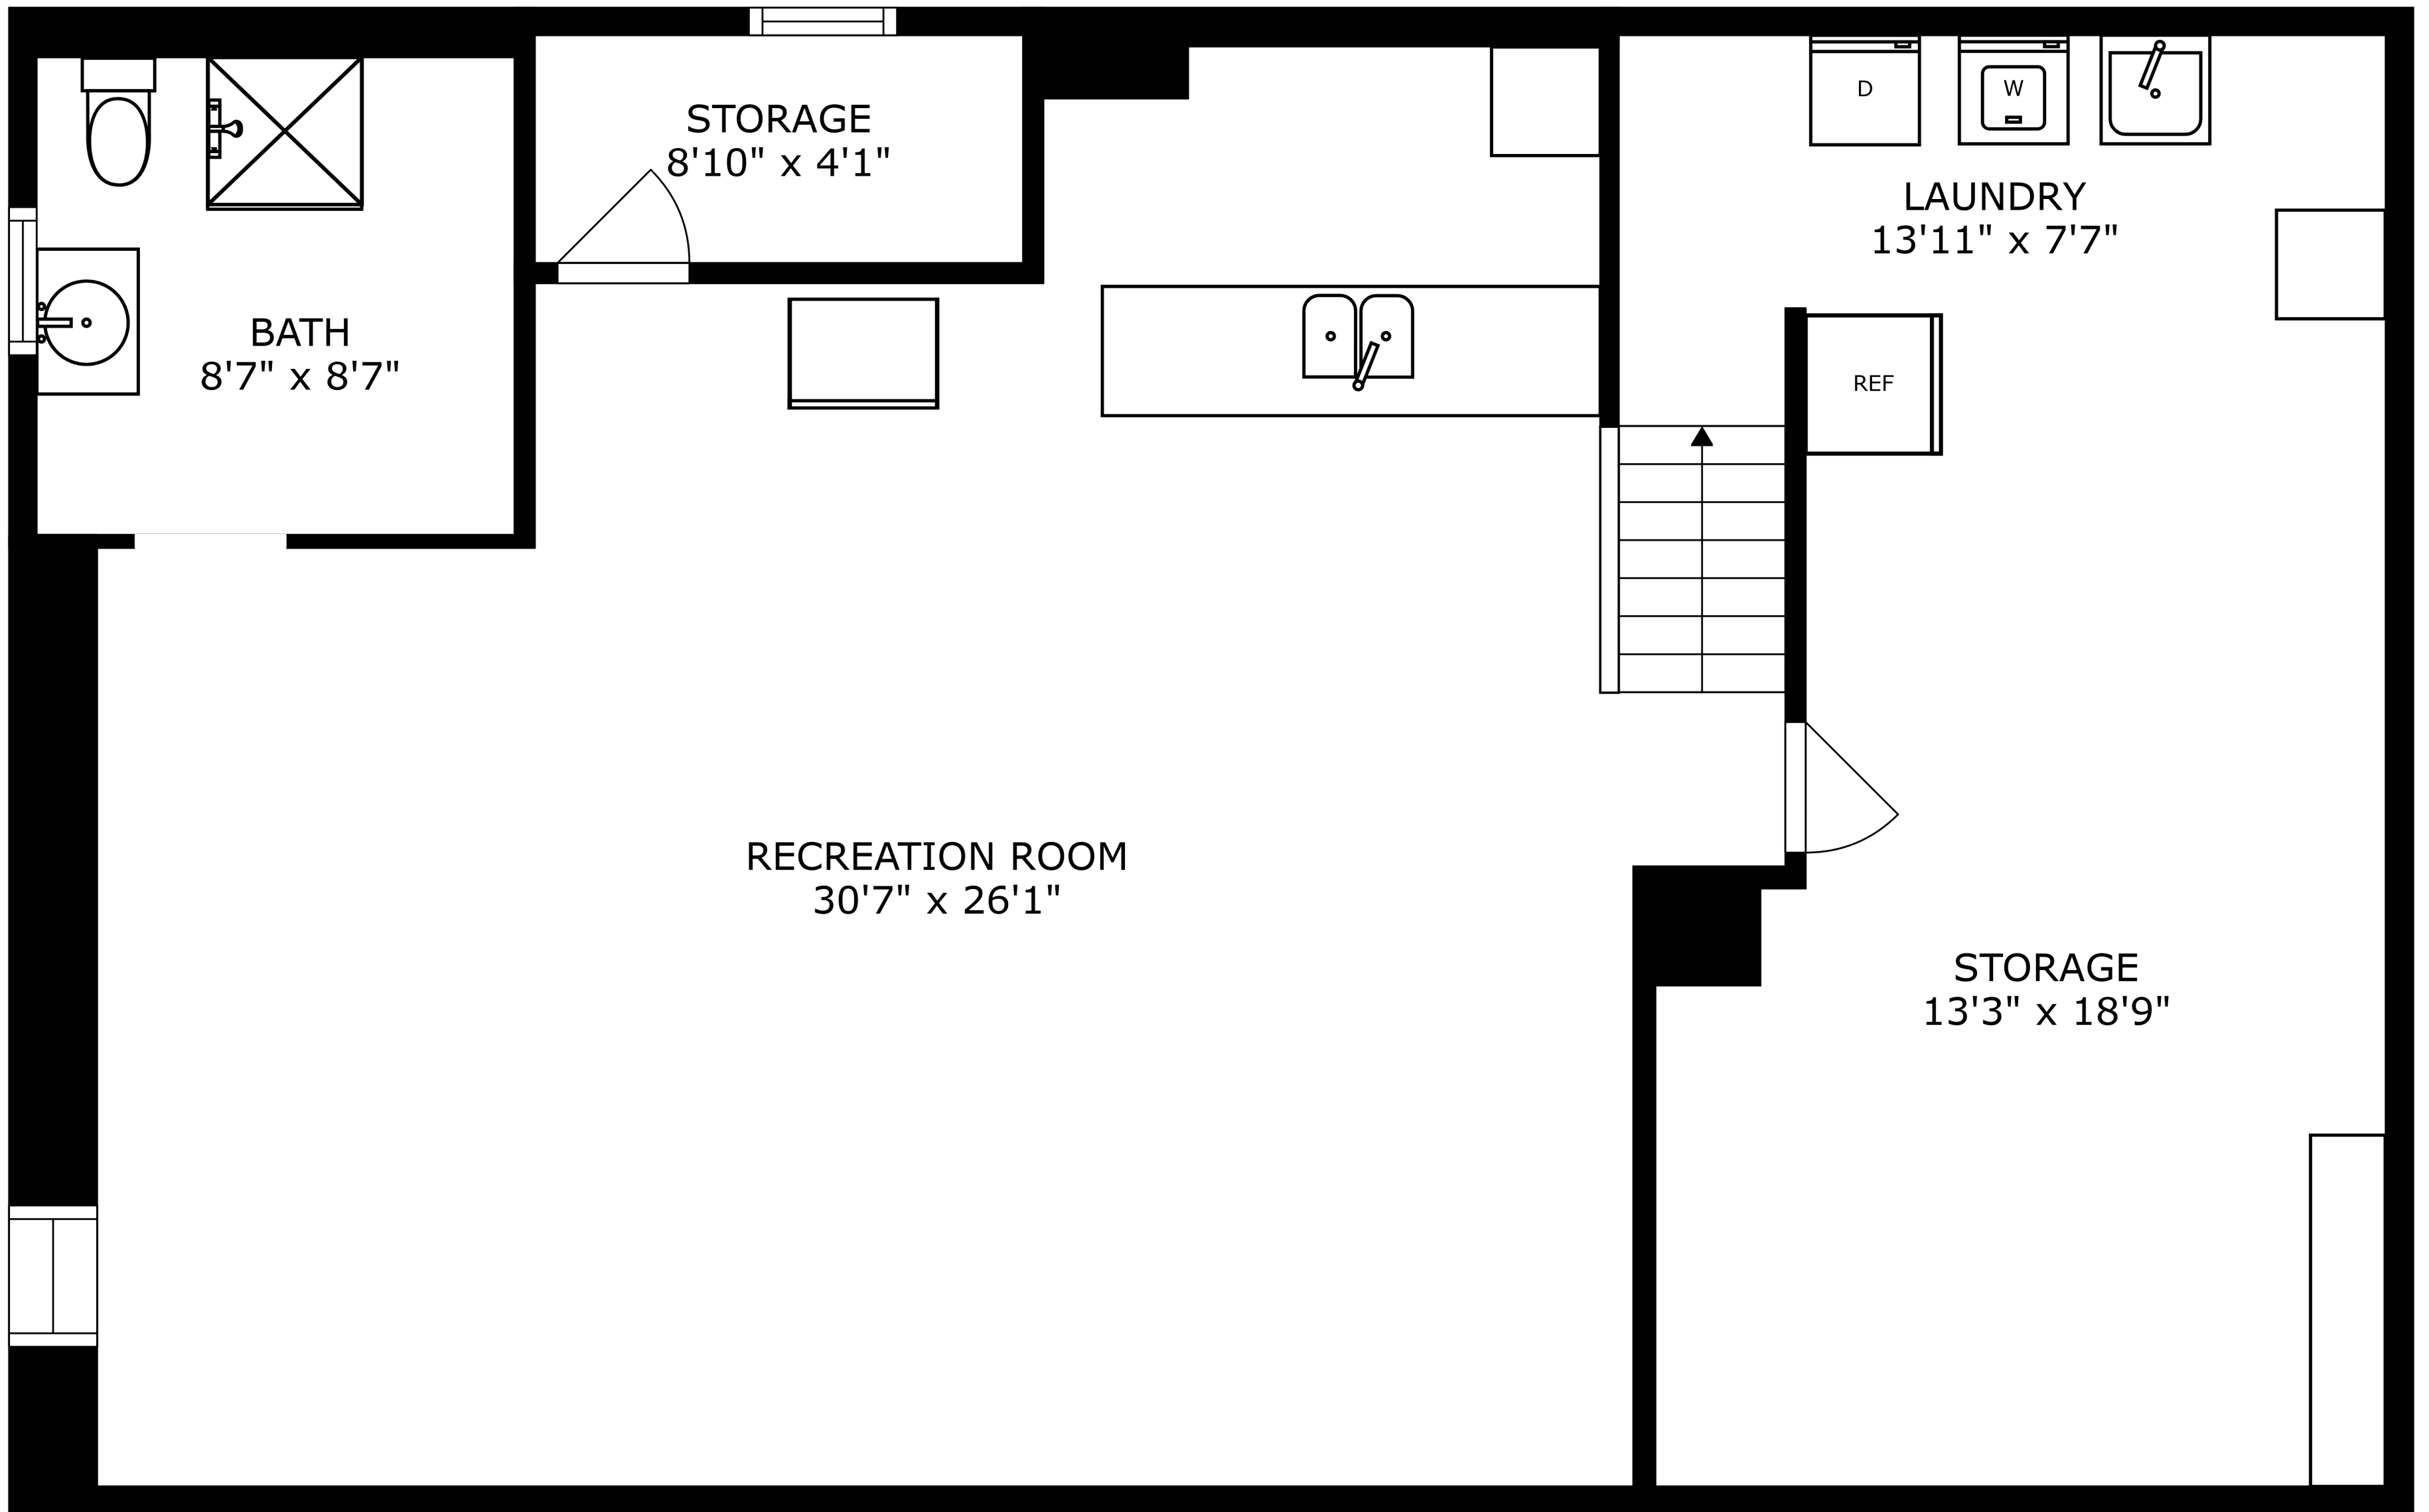 STORAGE
8'10" x 4'1"
D
W
LAUNDRY
13'11" x 7'7"
BATH
8'7" x 8'7"
REF
RECREATION ROOM
30'7" x 26'1"
STORAGE
13'3" x 18'9"